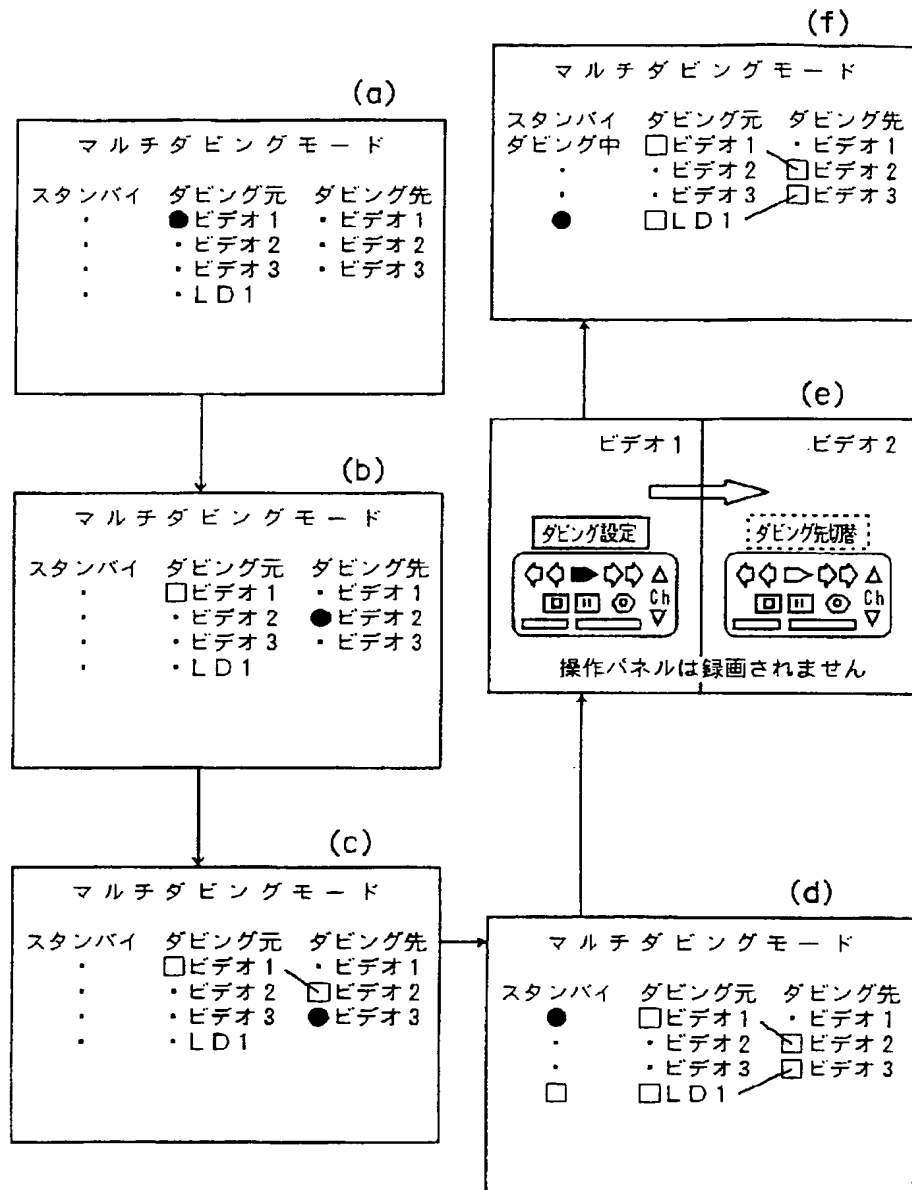 (a)
マルチダビングモード
スタンバイ ダビング元 ダビング先
・ ●ビデオ1 ・ビデオ1
・ ・ビデオ2 ・ビデオ2
・ ・ビデオ3 ・ビデオ3
・ ・LD1
(b)
マルチダビングモード
スタンバイ ダビング元 ダビング先
・ □ビデオ1 ・ビデオ1
・ ・ビデオ2 ●ビデオ2
・ ・ビデオ3 ・ビデオ3
・ ・LD1
(c)
マルチダビングモード
スタンバイ ダビング元 ダビング先
・ □ビデオ1 ・ビデオ1
・ ・ビデオ2 □ビデオ2
・ ・ビデオ3 ●ビデオ3
・ ・LD1
(d)
マルチダビングモード
スタンバイ ダビング元 ダビング先
● □ビデオ1 ・ビデオ1
・ ・ビデオ2 □ビデオ2
・ ・ビデオ3 □ビデオ3
□ □LD1
(e)
ビデオ1 ビデオ2
ダビング設定 ダビング先切替
Ch Ch
操作パネルは録画されません
(f)
マルチダビングモード
スタンバイ ダビング元 ダビング先
ダビング中 □ビデオ1 ・ビデオ1
・ ・ビデオ2 □ビデオ2
・ ・ビデオ3 □ビデオ3
● □LD1